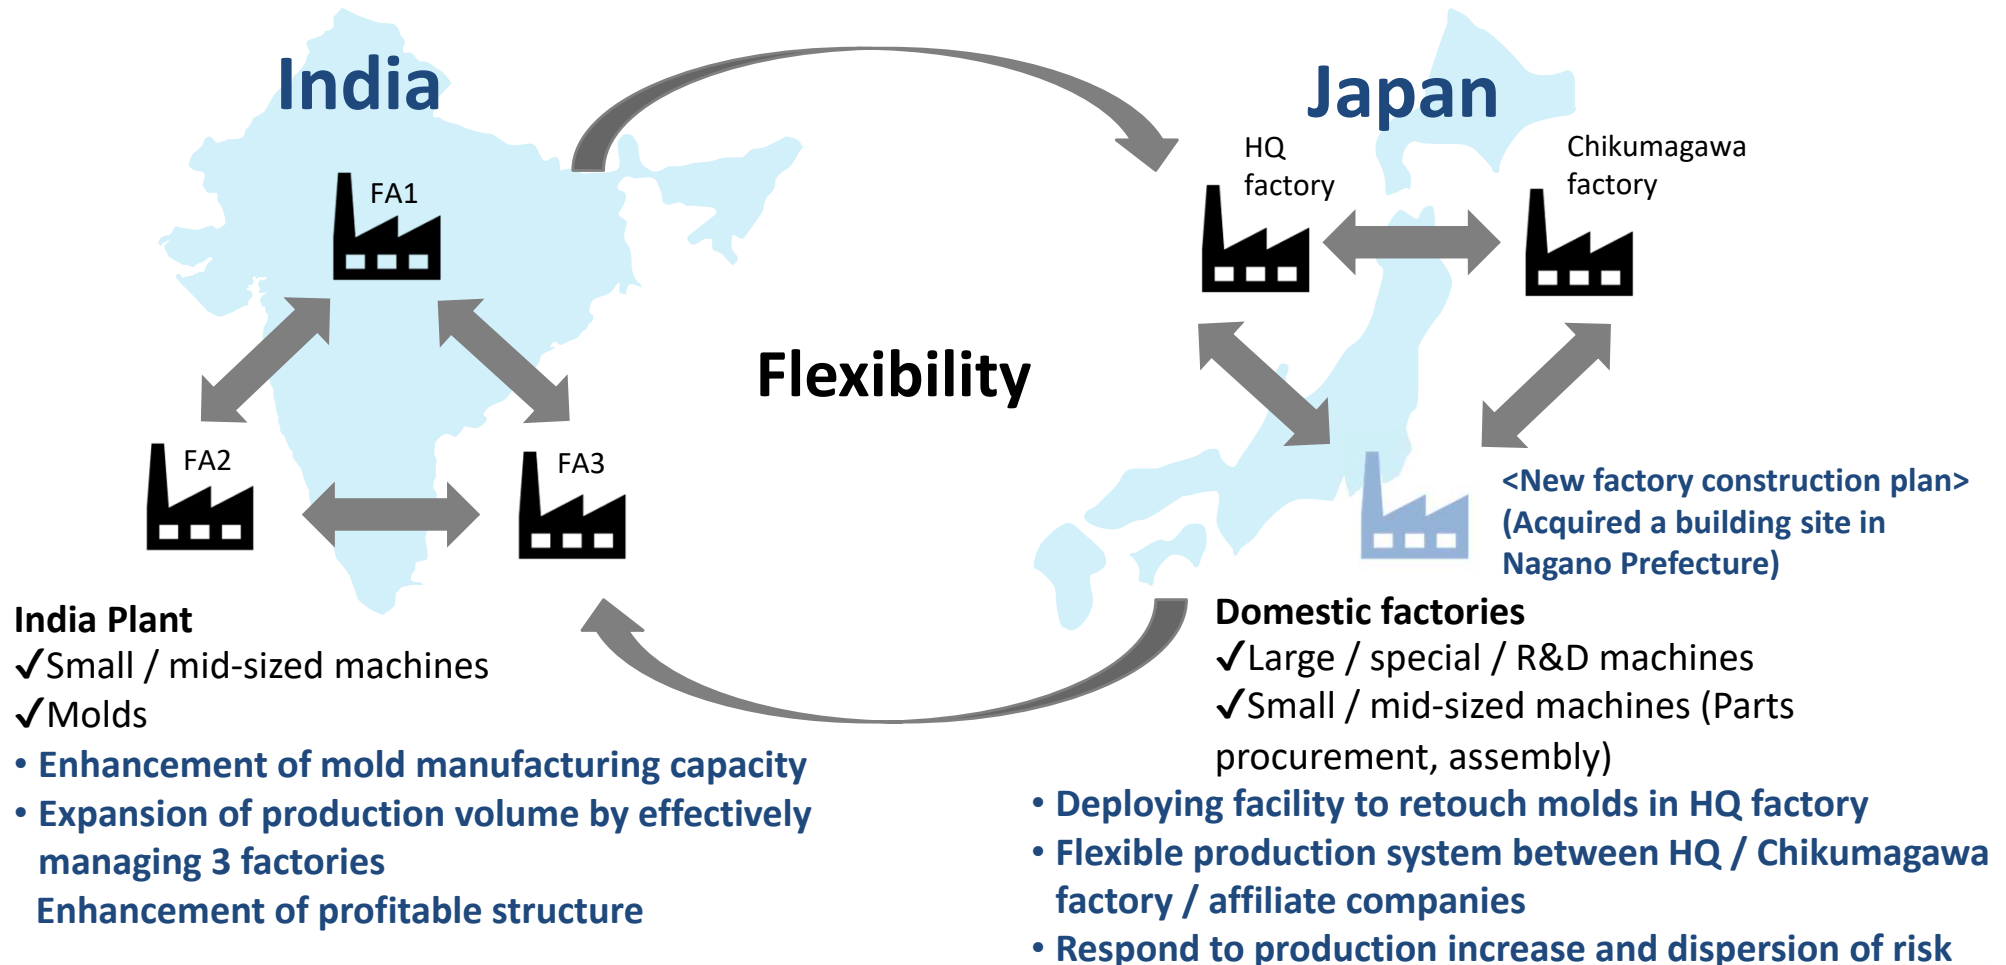 India
Japan
FA1
FA2
FA3
HQ
factory
Chikumagawa
factory
Flexibility
<New factory construction plan>
(Acquired a building site in
Nagano Prefecture)
India Plant
✓Small / mid-sized machines
✓Molds
• Enhancement of mold manufacturing capacity
• Expansion of production volume by effectively
managing 3 factories
Enhancement of profitable structure
Domestic factories
✓Large / special / R&D machines
✓Small / mid-sized machines (Parts
procurement, assembly)
• Deploying facility to retouch molds in HQ factory
• Flexible production system between HQ / Chikumagawa
factory / affiliate companies
• Respond to production increase and dispersion of risk